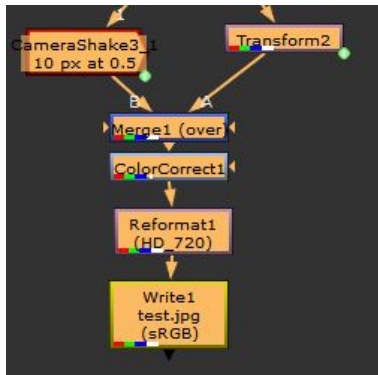 CameraShake3_1
10 px at 0.5
Transform2
B
A
Merge1 (over)
ColorCorrect1
Reformat1
(HD_720)
Write1
test.jpg
(sRGB)